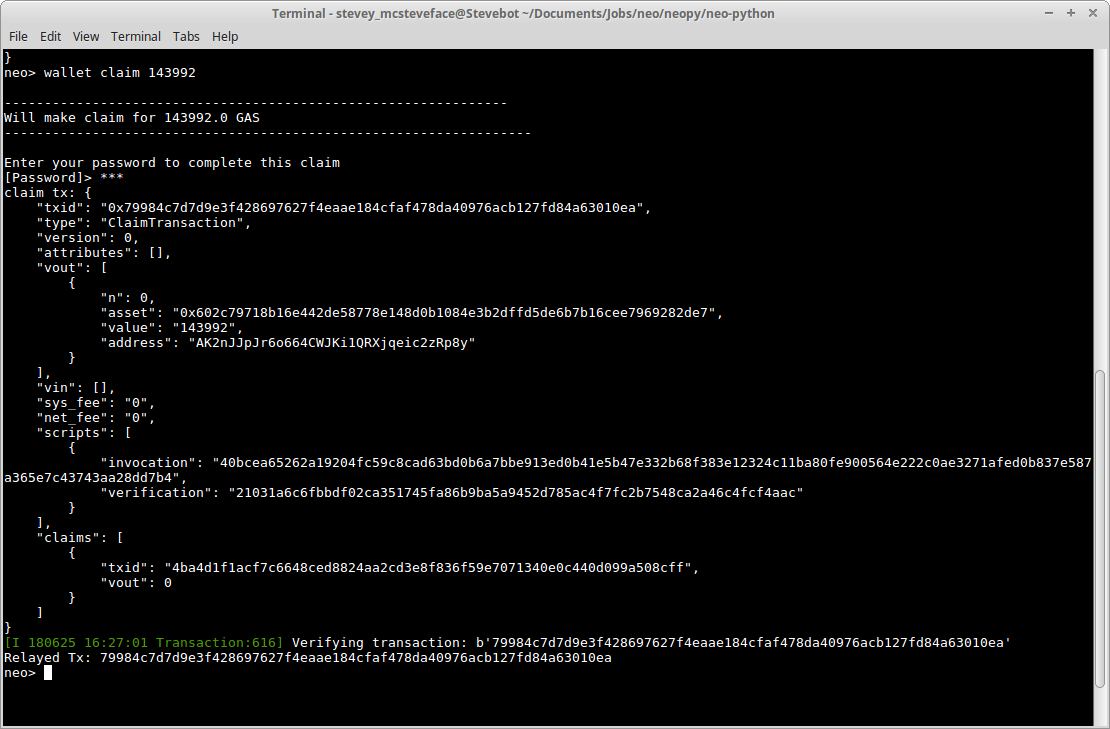 Terminal - stevey_mcsteveface@Stevebot ~/Documents/Jobs/neo/neopy/neo-python
File Edit View Terminal Tabs Help
}
neo> wallet claim 143992
---------------------------------------------------------------
Will make claim for 143992.0 GAS
------------------------------------------------------------------
Enter your password to complete this claim
[Password]> ***
claim tx: {
    "txid": "0x79984c7d7d9e3f428697627f4eaae184cfaf478da40976acb127fd84a63010ea",
    "type": "ClaimTransaction",
    "version": 0,
    "attributes": [],
    "vout": [
        {
            "n": 0,
            "asset": "0x602c79718b16e442de58778e148d0b1084e3b2dffd5de6b7b16cee7969282de7",
            "value": "143992",
            "address": "AK2nJJpJr6o664CWJKi1QRXjqeic2zRp8y"
        }
    ],
    "vin": [],
    "sys_fee": "0",
    "net_fee": "0",
    "scripts": [
        {
            "invocation": "40bcea65262a19204fc59c8cad63bd0b6a7bbe913ed0b41e5b47e332b68f383e12324c11ba80fe900564e222c0ae3271afed0b837e587
a365e7c43743aa28dd7b4",
            "verification": "21031a6c6fbbdf02ca351745fa86b9ba5a9452d785ac4f7fc2b7548ca2a46c4fcf4aac"
        }
    ],
    "claims": [
        {
            "txid": "4ba4d1f1acf7c6648ced8824aa2cd3e8f836f59e7071340e0c440d099a508cff",
            "vout": 0
        }
    ]
}
[I 180625 16:27:01 Transaction:616] Verifying transaction: b'79984c7d7d9e3f428697627f4eaae184cfaf478da40976acb127fd84a63010ea'
Relayed Tx: 79984c7d7d9e3f428697627f4eaae184cfaf478da40976acb127fd84a63010ea
neo>